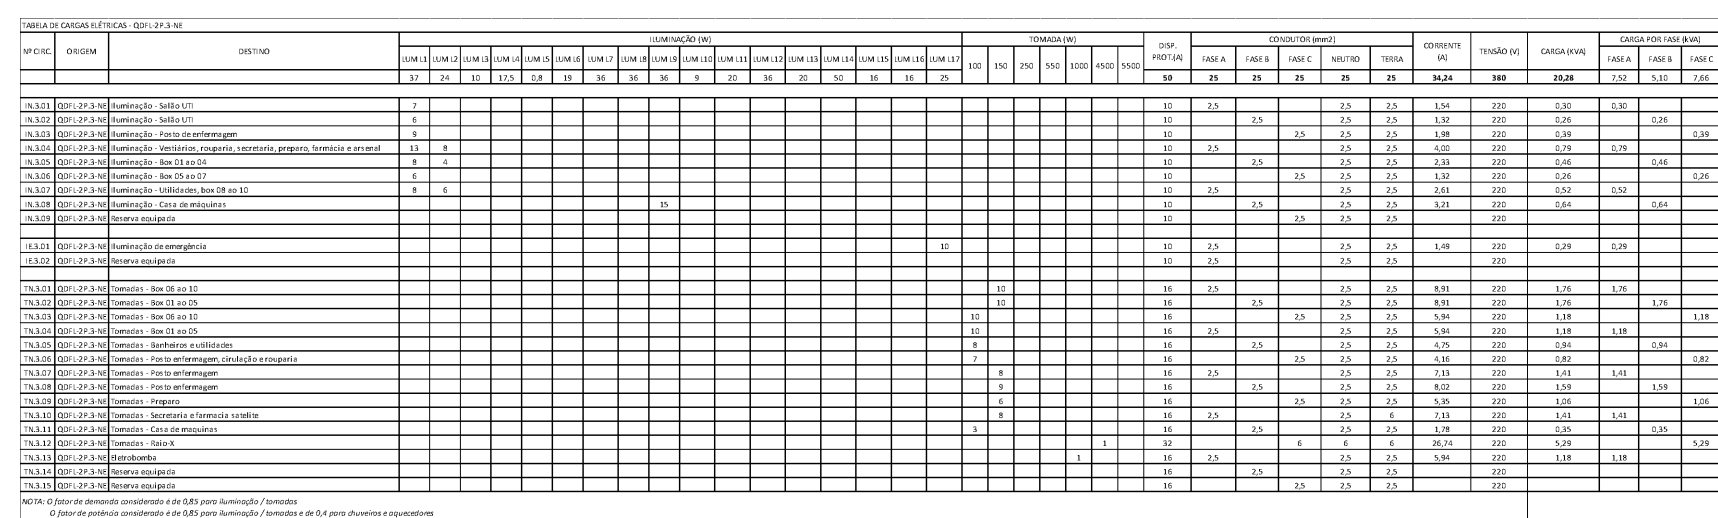 TABELA DE CARGAS ELÉTRICAS - QDFL-2P.3-NE
Nº CIRC. ORIGEM DESTINO ILUMINAÇÃO (W) TOMADA (W) DISP. PROT.(A) CONDUTOR (mm2) CORRENTE (A) TENSÃO (V) CARGA (KVA) CARGA POR FASE (kVA)
LUM L1 LUM L2 LUM L3 LUM L4 LUM L5 LUM L6 LUM L7 LUM L8 LUM L9 LUM L10 LUM L11 LUM L12 LUM L13 LUM L14 LUM L15 LUM L16 LUM L17 100 150 250 550 1000 4500 5500 FASE A FASE B FASE C NEUTRO TERRA FASE A FASE B FASE C
37 24 10 17,5 0,8 19 36 36 36 9 20 36 20 50 16 16 25 50 25 25 25 25 25 34,24 380 20,28 7,52 5,10 7,66
IN.3.01 QDFL-2P.3-NE Iluminação - Salão UTI 7 10 2,5 2,5 2,5 1,54 220 0,30 0,30
IN.3.02 QDFL-2P.3-NE Iluminação - Salão UTI 6 10 2,5 2,5 2,5 1,32 220 0,26 0,26
IN.3.03 QDFL-2P.3-NE Iluminação - Posto de enfermagem 9 10 2,5 2,5 2,5 1,98 220 0,39 0,39
IN.3.04 QDFL-2P.3-NE Iluminação - Vestiários, rouparia, secretaria, preparo, farmácia e arsenal 13 8 10 2,5 2,5 2,5 4,00 220 0,79 0,79
IN.3.05 QDFL-2P.3-NE Iluminação - Box 01 ao 04 8 4 10 2,5 2,5 2,5 2,33 220 0,46 0,46
IN.3.06 QDFL-2P.3-NE Iluminação - Box 05 ao 07 6 10 2,5 2,5 2,5 1,32 220 0,26 0,26
IN.3.07 QDFL-2P.3-NE Iluminação - Utilidades, box 08 ao 10 8 6 10 2,5 2,5 2,5 2,61 220 0,52 0,52
IN.3.08 QDFL-2P.3-NE Iluminação - Casa de máquinas 15 10 2,5 2,5 2,5 3,21 220 0,64 0,64
IN.3.09 QDFL-2P.3-NE Reserva equipada 10 2,5 2,5 2,5 220
IE.3.01 QDFL-2P.3-NE Iluminação de emergência 10 10 2,5 2,5 2,5 1,49 220 0,29 0,29
IE.3.02 QDFL-2P.3-NE Reserva equipada 10 2,5 2,5 2,5 220
TN.3.01 QDFL-2P.3-NE Tomadas - Box 06 ao 10 10 16 2,5 2,5 2,5 8,91 220 1,76 1,76
TN.3.02 QDFL-2P.3-NE Tomadas - Box 01 ao 05 10 16 2,5 2,5 2,5 8,91 220 1,76 1,76
TN.3.03 QDFL-2P.3-NE Tomadas - Box 06 ao 10 10 16 2,5 2,5 2,5 5,94 220 1,18 1,18
TN.3.04 QDFL-2P.3-NE Tomadas - Box 01 ao 05 10 16 2,5 2,5 2,5 5,94 220 1,18 1,18
TN.3.05 QDFL-2P.3-NE Tomadas - Banheiros e utilidades 8 16 2,5 2,5 2,5 4,75 220 0,94 0,94
TN.3.06 QDFL-2P.3-NE Tomadas - Posto enfermagem, cirulação e rouparia 7 16 2,5 2,5 2,5 4,16 220 0,82 0,82
TN.3.07 QDFL-2P.3-NE Tomadas - Posto enfermagem 8 16 2,5 2,5 2,5 7,13 220 1,41 1,41
TN.3.08 QDFL-2P.3-NE Tomadas - Posto enfermagem 9 16 2,5 2,5 2,5 8,02 220 1,59 1,59
TN.3.09 QDFL-2P.3-NE Tomadas - Preparo 6 16 2,5 2,5 2,5 5,35 220 1,06 1,06
TN.3.10 QDFL-2P.3-NE Tomadas - Secretaria e farmacia satelite 8 16 2,5 2,5 6 7,13 220 1,41 1,41
TN.3.11 QDFL-2P.3-NE Tomadas - Casa de maquinas 3 16 2,5 2,5 2,5 1,78 220 0,35 0,35
TN.3.12 QDFL-2P.3-NE Tomadas - Raio-X 1 32 6 6 6 26,74 220 5,29 5,29
TN.3.13 QDFL-2P.3-NE Eletrobomba 1 16 2,5 2,5 2,5 5,94 220 1,18 1,18
TN.3.14 QDFL-2P.3-NE Reserva equipada 16 2,5 2,5 2,5 220
TN.3.15 QDFL-2P.3-NE Reserva equipada 16 2,5 2,5 2,5 220
NOTA: O fator de demanda considerado é de 0,85 para iluminação / tomadas
O fator de potência considerado é de 0,85 para iluminação / tomadas e de 0,4 para chuveiros e aquecedores